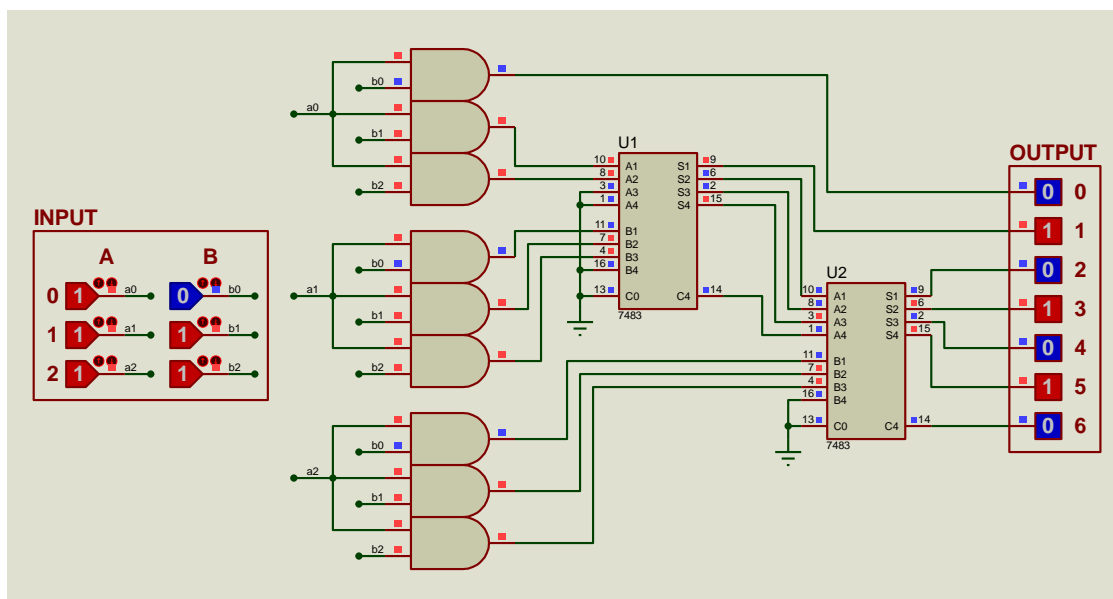 b0
a0
b1
b2
U1
10 A1 S1 9
8 A2 S2 6
3 A3 S3 2
1 A4 S4 15
11 B1
7 B2
4 B3
16 B4
13 C0 C4 14
7483
OUTPUT
0 0
1 1
0 2
1 3
0 4
1 5
0 6
INPUT
A B
0 1 a0 0 b0
1 1 a1 1 b1
2 1 a2 1 b2
b0
a1
b1
b2
U2
10 A1 S1 9
8 A2 S2 6
3 A3 S3 2
1 A4 S4 15
11 B1
7 B2
4 B3
16 B4
13 C0 C4 14
7483
b0
a2
b1
b2